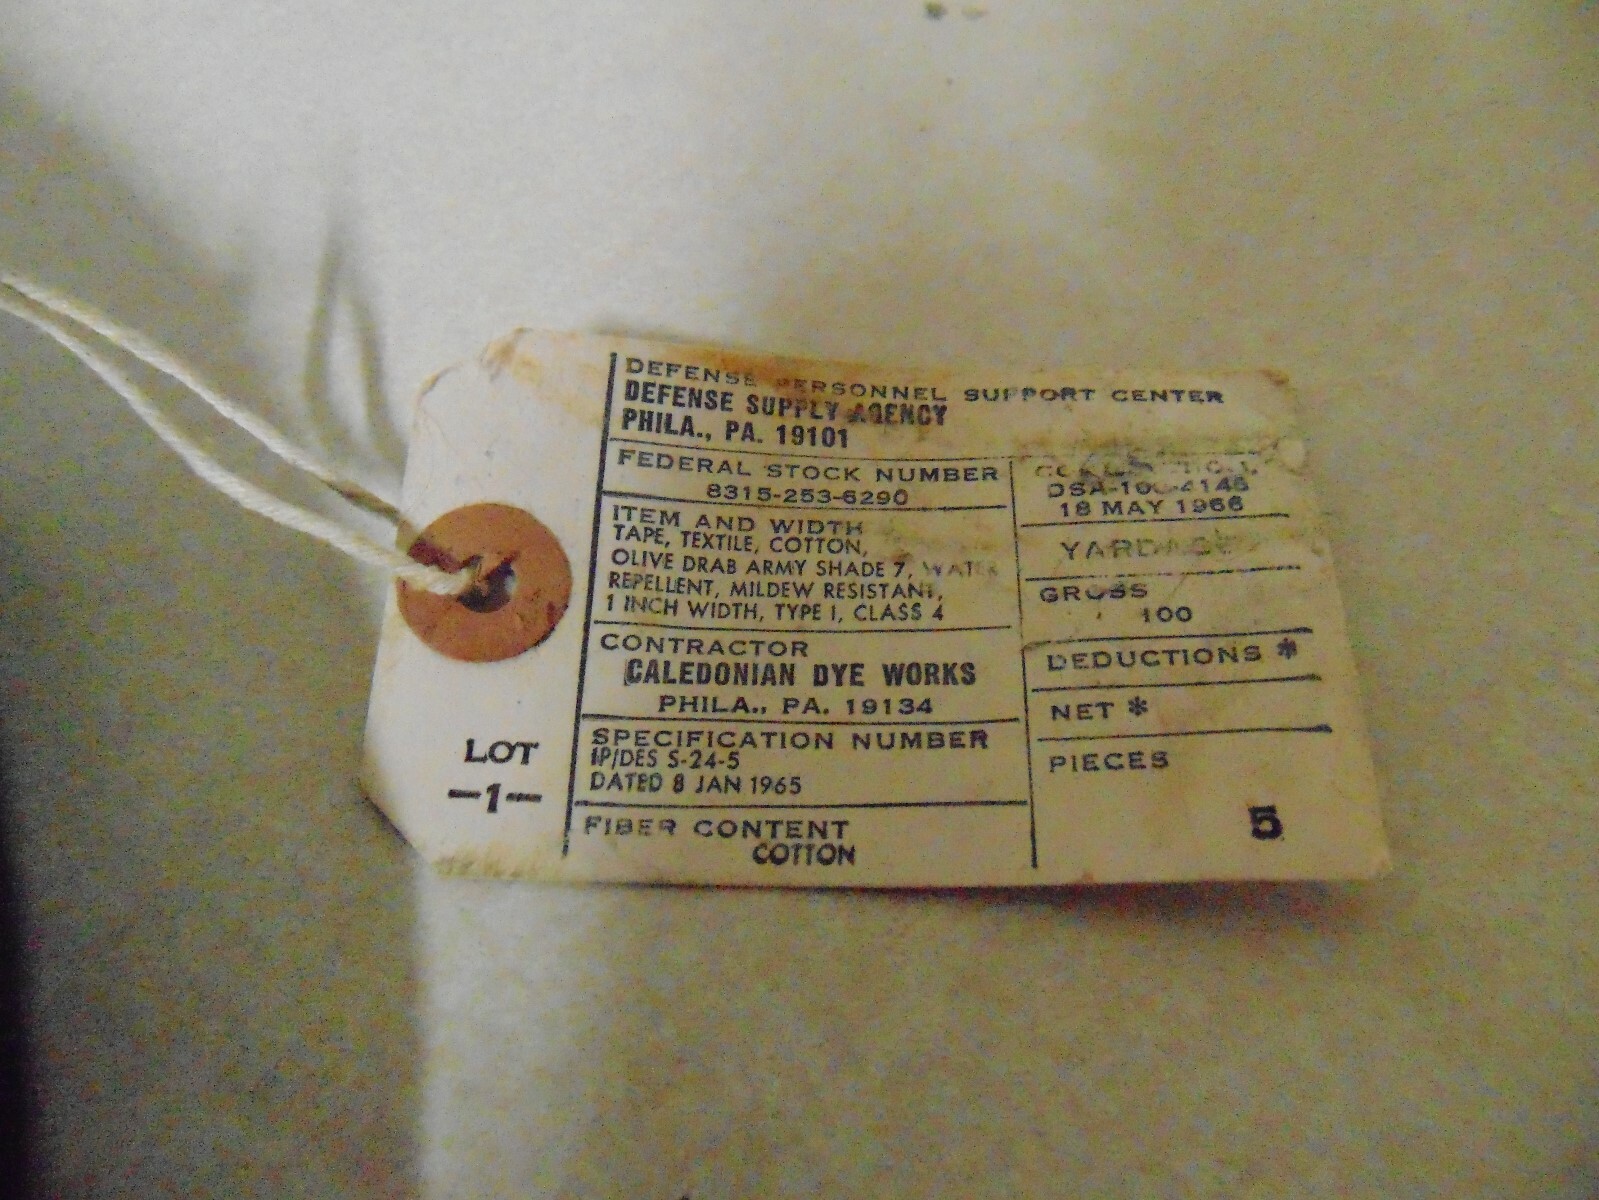 DEFENSE PERSONNEL SUPPORT CENTER
DEFENSE SUPPLY AGENCY
PHILA., PA. 19101
FEDERAL STOCK NUMBER
8315-253-6290
ITEM AND WIDTH
TAPE, TEXTILE, COTTON,
OLIVE DRAB ARMY SHADE 7, WATER
REPELLENT, MILDEW RESISTANT,
1 INCH WIDTH, TYPE I, CLASS 4
CONTRACTOR
CALEDONIAN DYE WORKS
PHILA., PA. 19134
SPECIFICATION NUMBER
IP/DES S-24-5
DATED 8 JAN 1965
FIBER CONTENT
COTTON
18 MAY 1966
YARDAGE
GROSS
100
DEDUCTIONS *
NET *
PIECES
5
LOT
-1-